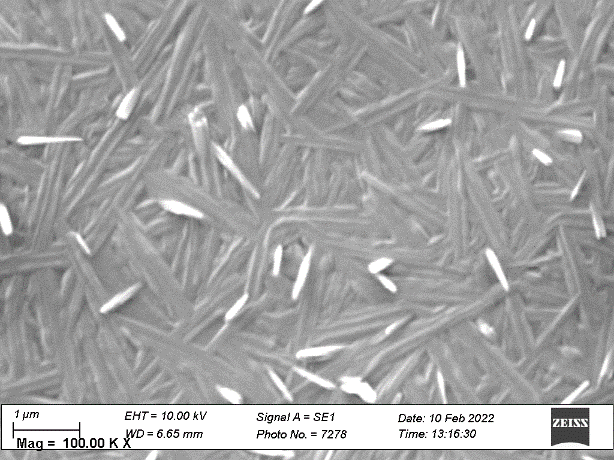 1 µm
EHT = 10.00 kV
Signal A = SE1
Date: 10 Feb 2022
ZEISS
Mag = 100.00 K X
WD = 6.65 mm
Photo No. = 7278
Time: 13:16:30